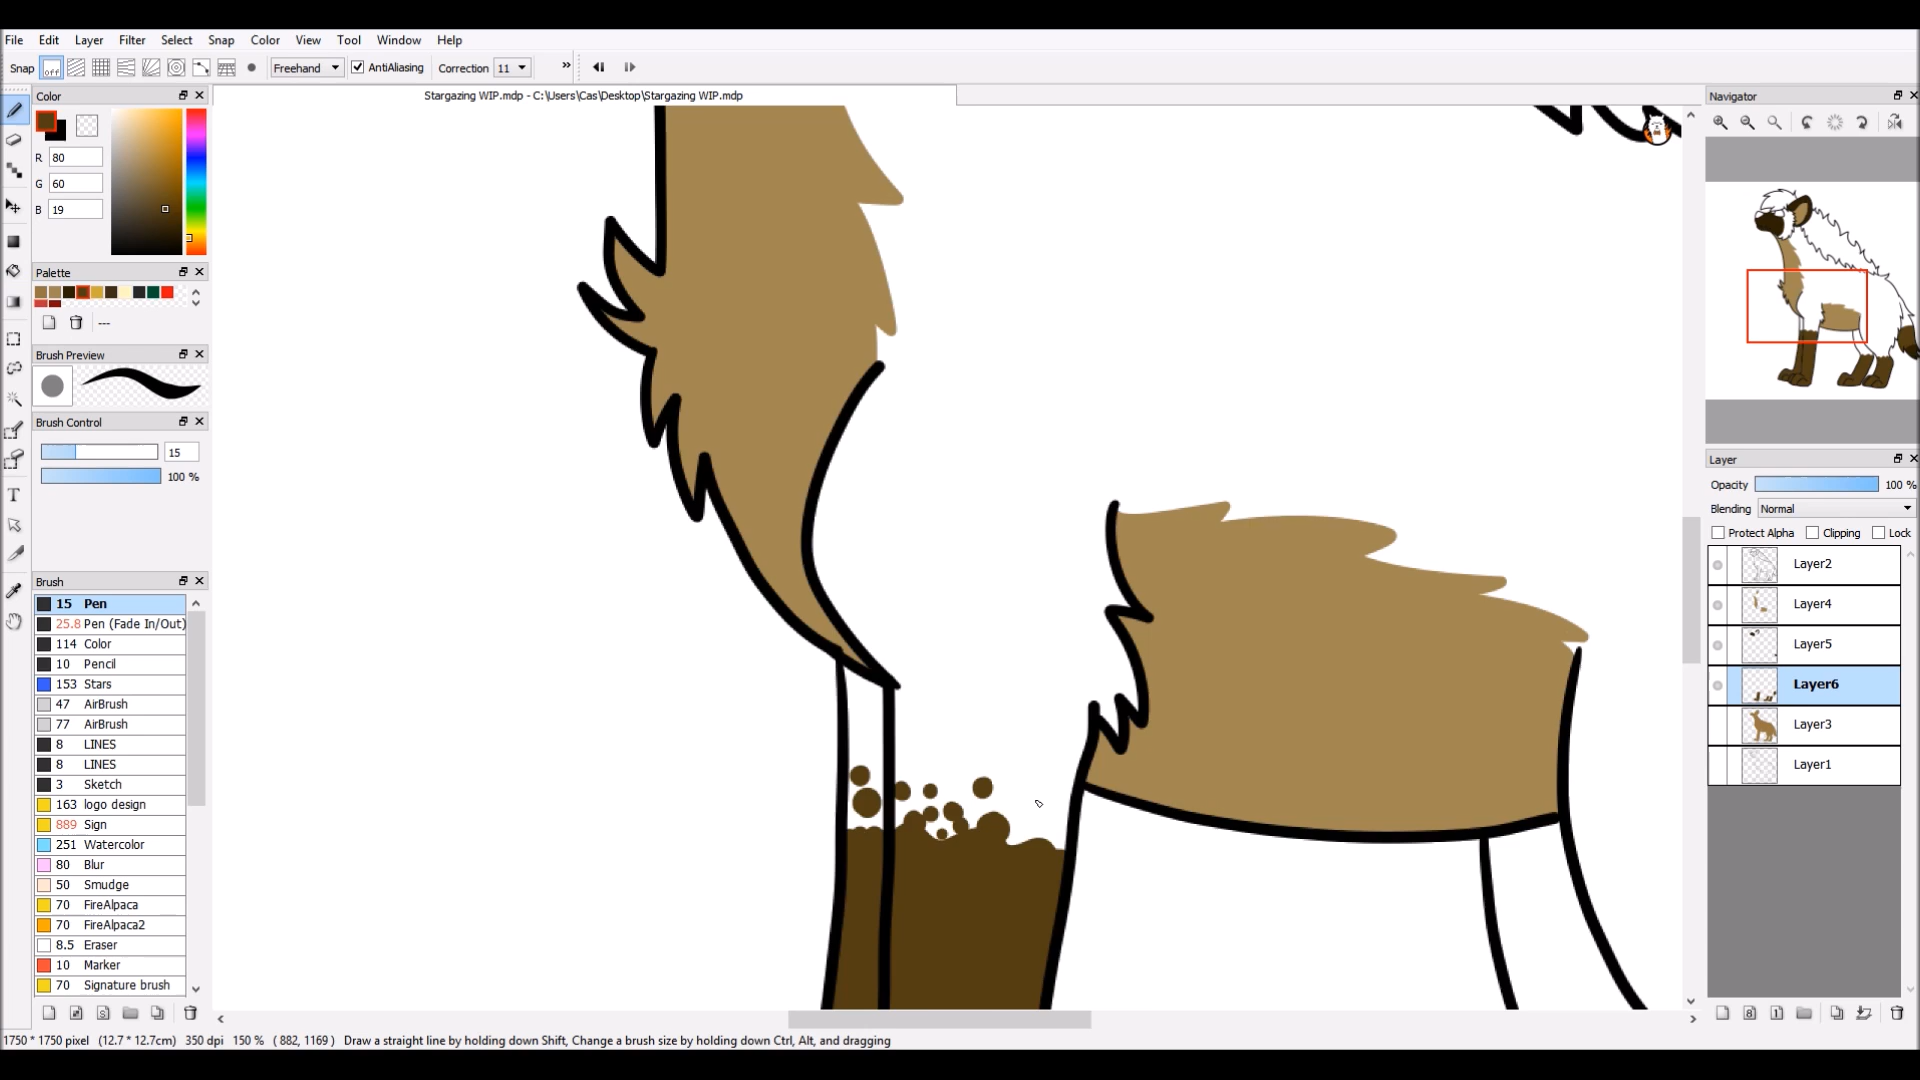 File Edit Layer Filter Select Snap Color View Tool Window Help
Snap off Freehand AntiAliasing Correction 11 »
Color
Stargazing WIP.mdp - C:\Users\Cas\Desktop\Stargazing WIP.mdp
Navigator
R 80
G 60
B 19
Palette
---
Brush Preview
Brush Control
15
100 %
Brush
15 Pen
25.8 Pen (Fade In/Out)
114 Color
10 Pencil
153 Stars
47 AirBrush
77 AirBrush
8 LINES
8 LINES
3 Sketch
163 logo design
889 Sign
251 Watercolor
80 Blur
50 Smudge
70 FireAlpaca
70 FireAlpaca2
8.5 Eraser
10 Marker
70 Signature brush
Layer
Opacity 100 %
Blending Normal
Protect Alpha Clipping Lock
Layer2
Layer4
Layer5
Layer6
Layer3
Layer1
1750 * 1750 pixel (12.7 * 12.7cm) 350 dpi 150 % ( 882, 1169 ) Draw a straight line by holding down Shift, Change a brush size by holding down Ctrl, Alt, and dragging